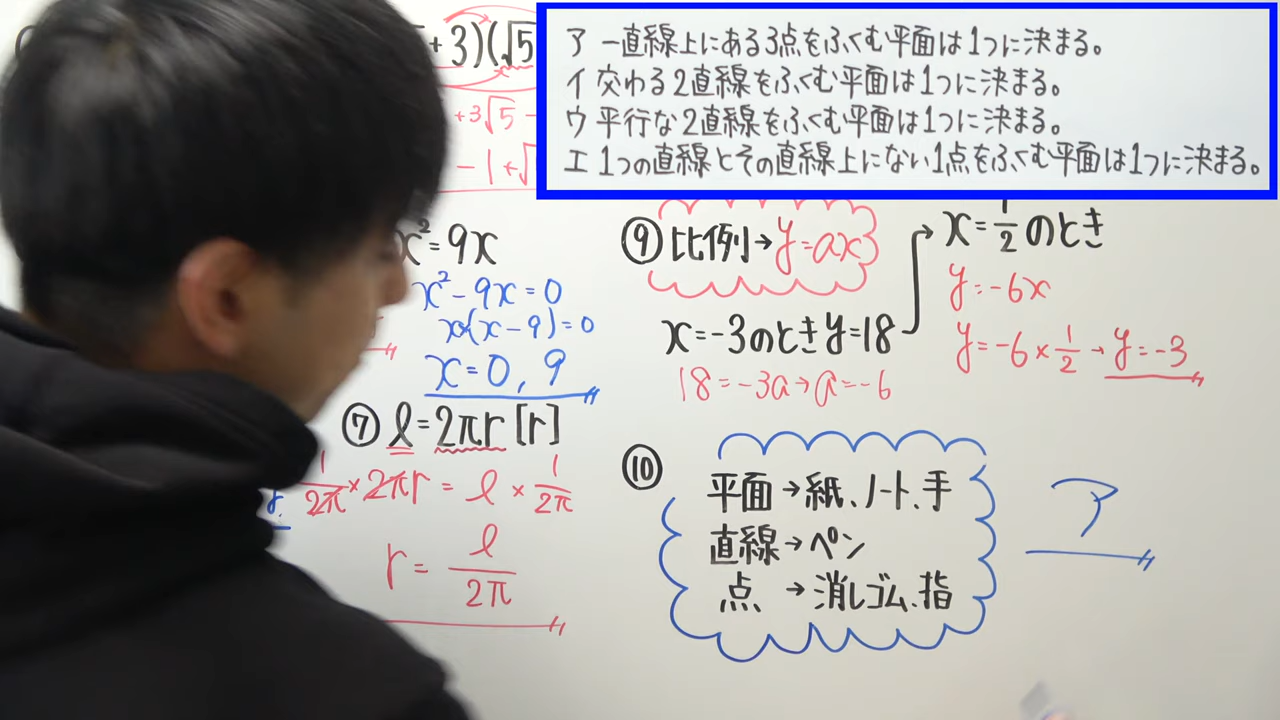 +3)(√5
+3√5-
-1+√
ア 一直線上にある3点をふくむ平面は1つに決まる。
イ 交わる2直線をふくむ平面は1つに決まる。
ウ 平行な2直線をふくむ平面は1つに決まる。
エ 1つの直線とその直線上にない1点をふくむ平面は1つに決まる。
x²=9x
x²-9x=0
x(x-9)=0
x=0, 9
⑦ l=2πr [r]
1/2π×2πr=l×1/2π
r=l/2π
⑨ 比例→y=ax
x=-3のときy=18
18=-3a→a=-6
x=1/2のとき
y=-6x
y=-6×1/2→y=-3
⑩
平面→紙、ノート、手
直線→ペン
点→消しゴム、指
ア